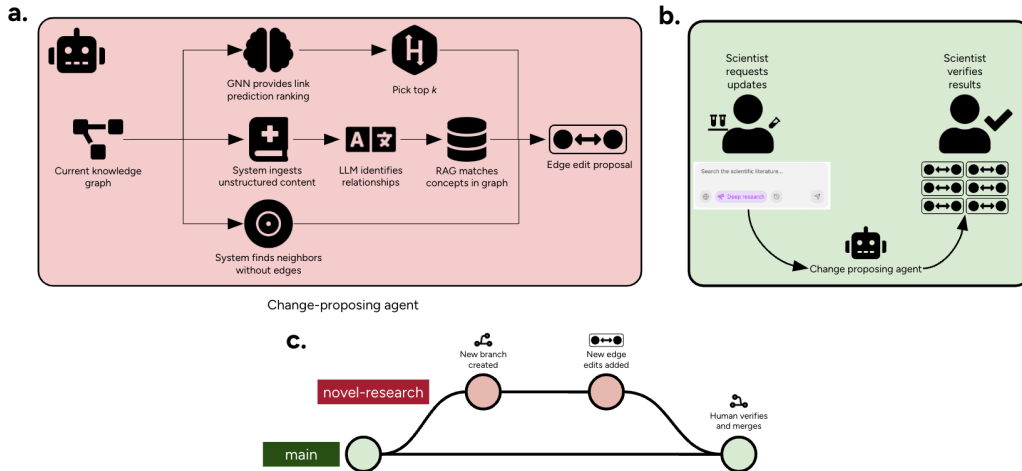 a.
GNN provides link
prediction ranking
Pick top k
Current knowledge
graph
System ingests
unstructured content
LLM identifies
relationships
RAG matches
concepts in graph
Edge edit proposal
System finds neighbors
without edges
Change-proposing agent
b.
Scientist
requests
updates
Scientist
verifies
results
Search the scientific literature...
Deep research
Change proposing agent
c.
New branch
created
New edge
edits added
novel-research
Human verifies
and merges
main